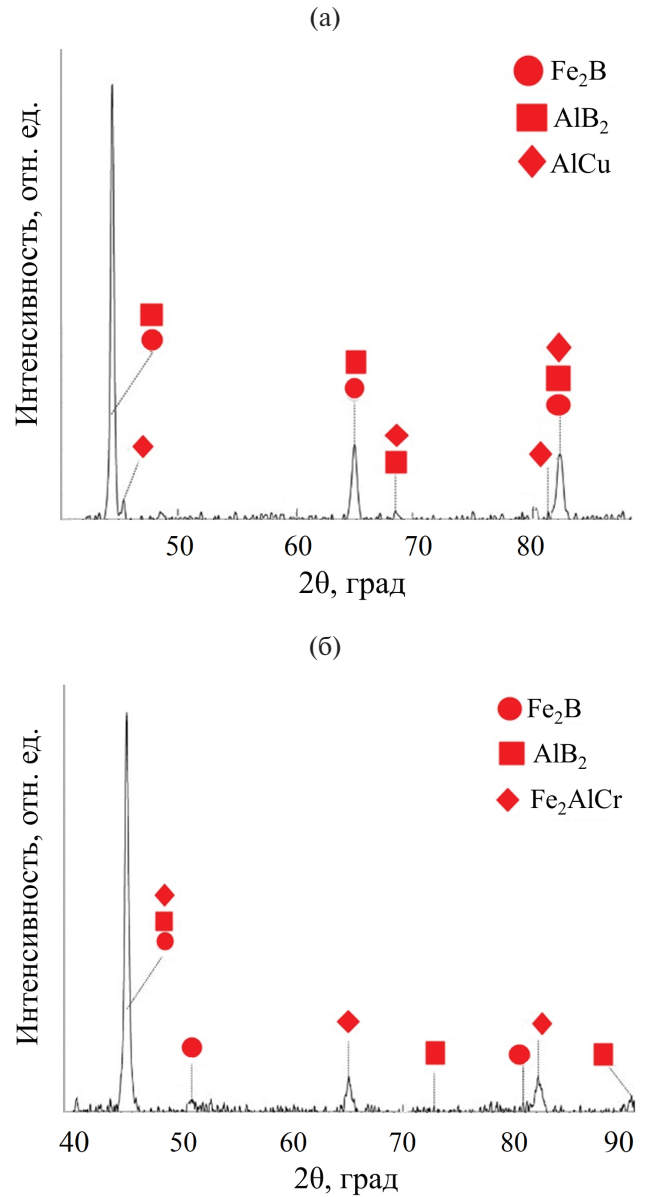 (а)
Интенсивность, отн. ед.
Fe₂B
AlB₂
AlCu
50 60 70 80
2θ, град
(б)
Интенсивность, отн. ед.
Fe₂B
AlB₂
Fe₂AlCr
40 50 60 70 80 90
2θ, град